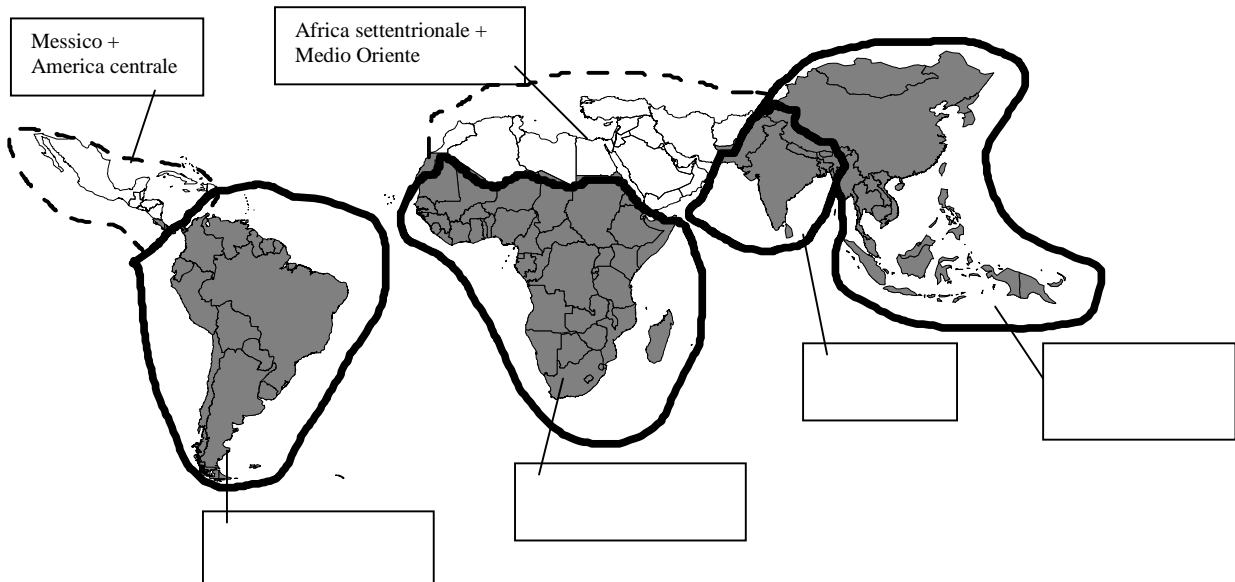 Messico +
America centrale
Africa settentrionale +
Medio Oriente